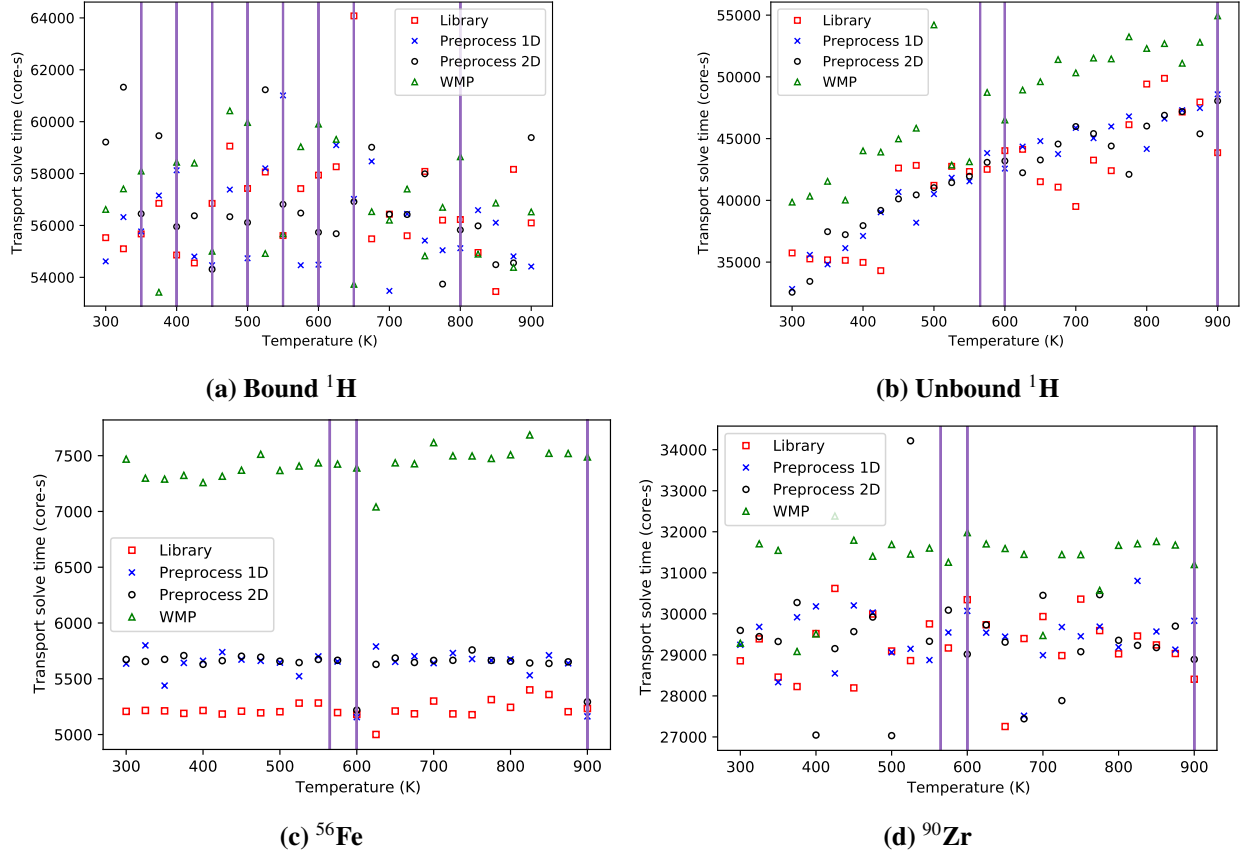 64000
62000
60000
58000
56000
54000
Transport solve time (core-s)
Library
Preprocess 1D
Preprocess 2D
WMP
300 400 500 600 700 800 900
Temperature (K)
(a) Bound ¹H
55000
50000
45000
40000
35000
Transport solve time (core-s)
Library
Preprocess 1D
Preprocess 2D
WMP
300 400 500 600 700 800 900
Temperature (K)
(b) Unbound ¹H
7500
7000
6500
6000
5500
5000
Transport solve time (core-s)
Library
Preprocess 1D
Preprocess 2D
WMP
300 400 500 600 700 800 900
Temperature (K)
(c) ⁵⁶Fe
34000
33000
32000
31000
30000
29000
28000
27000
Transport solve time (core-s)
Library
Preprocess 1D
Preprocess 2D
WMP
300 400 500 600 700 800 900
Temperature (K)
(d) ⁹⁰Zr